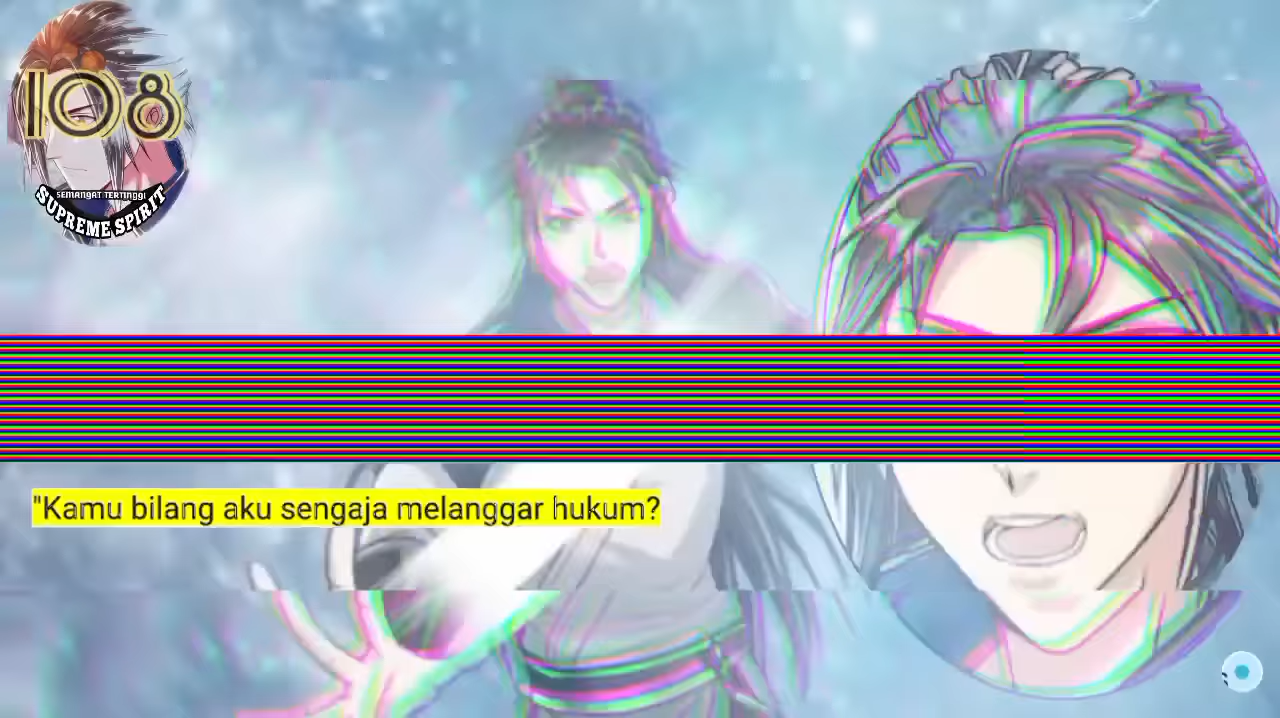 108
SEMANGAT TERTINGGI
SUPREME SPIRIT
"Kamu bilang aku sengaja melanggar hukum?